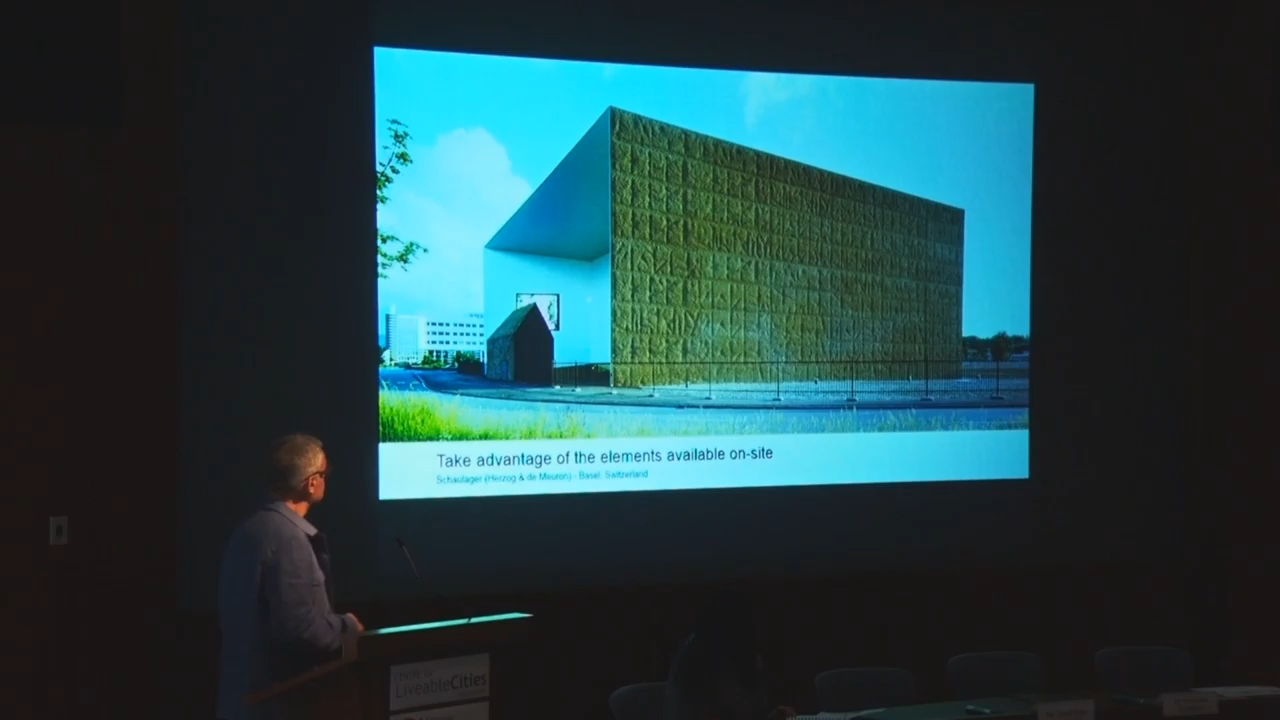 Take advantage of the elements available on-site
Schaulager (Herzog & de Meuron) - Basel, Switzerland
LiveableCities